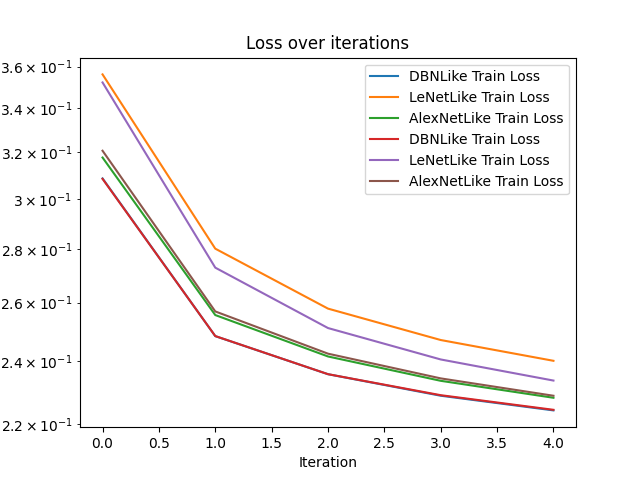 Loss over iterations
3.6 × 10⁻¹
3.4 × 10⁻¹
3.2 × 10⁻¹
3 × 10⁻¹
2.8 × 10⁻¹
2.6 × 10⁻¹
2.4 × 10⁻¹
2.2 × 10⁻¹
DBNLike Train Loss
LeNetLike Train Loss
AlexNetLike Train Loss
DBNLike Train Loss
LeNetLike Train Loss
AlexNetLike Train Loss
0.0 0.5 1.0 1.5 2.0 2.5 3.0 3.5 4.0
Iteration